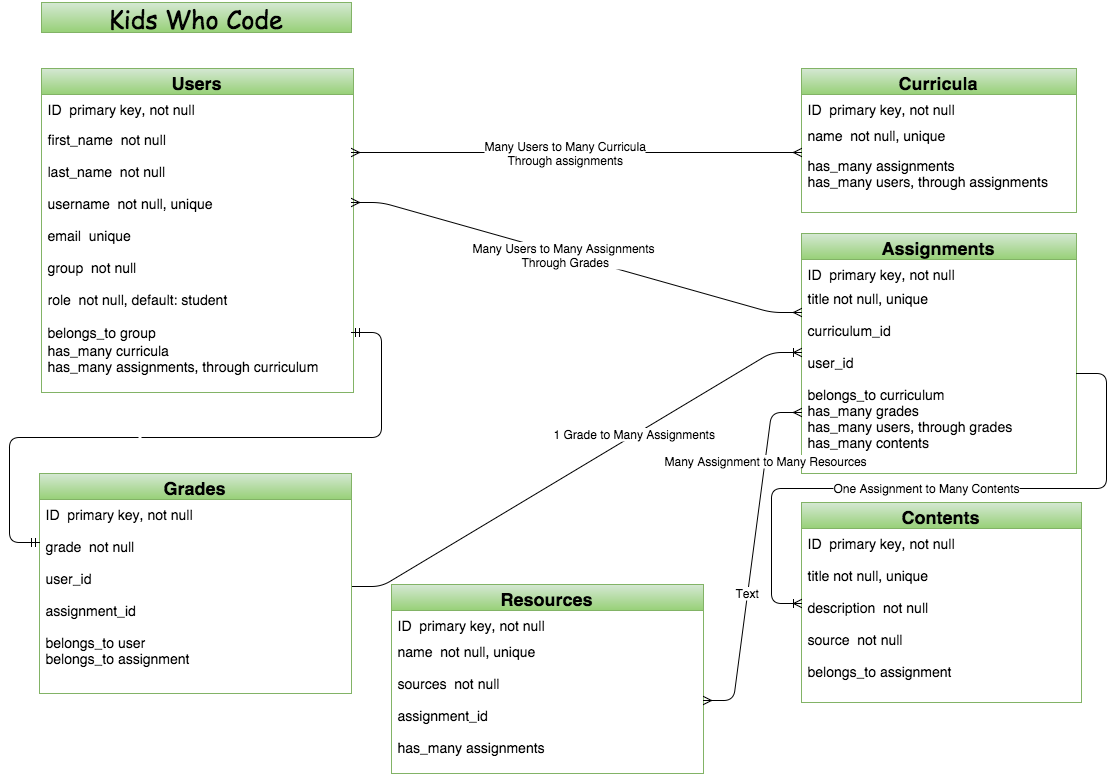 Kids Who Code
Users
ID  primary key, not null
first_name  not null
last_name  not null
username  not null, unique
email  unique
group  not null
role  not null, default: student
belongs_to group
has_many curricula
has_many assignments, through curriculum
Many Users to Many Curricula
Through assignments
Curricula
ID  primary key, not null
name  not null, unique
has_many assignments
has_many users, through assignments
Many Users to Many Assignments
Through Grades
Assignments
ID  primary key, not null
title not null, unique
curriculum_id
user_id
belongs_to curriculum
has_many grades
has_many users, through grades
has_many contents
1 Grade to Many Assignments
Many Assignment to Many Resources
One Assignment to Many Contents
Grades
ID  primary key, not null
grade  not null
user_id
assignment_id
belongs_to user
belongs_to assignment
Resources
ID  primary key, not null
name  not null, unique
sources  not null
assignment_id
has_many assignments
Text
Contents
ID  primary key, not null
title not null, unique
description  not null
source  not null
belongs_to assignment